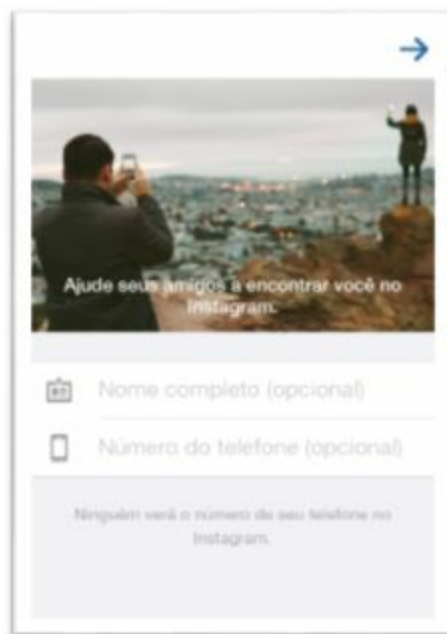 Ajude seus amigos a encontrar você no
Instagram.
Nome completo (opcional)
Número do telefone (opcional)
Ninguém verá o número de seu telefone no
Instagram.